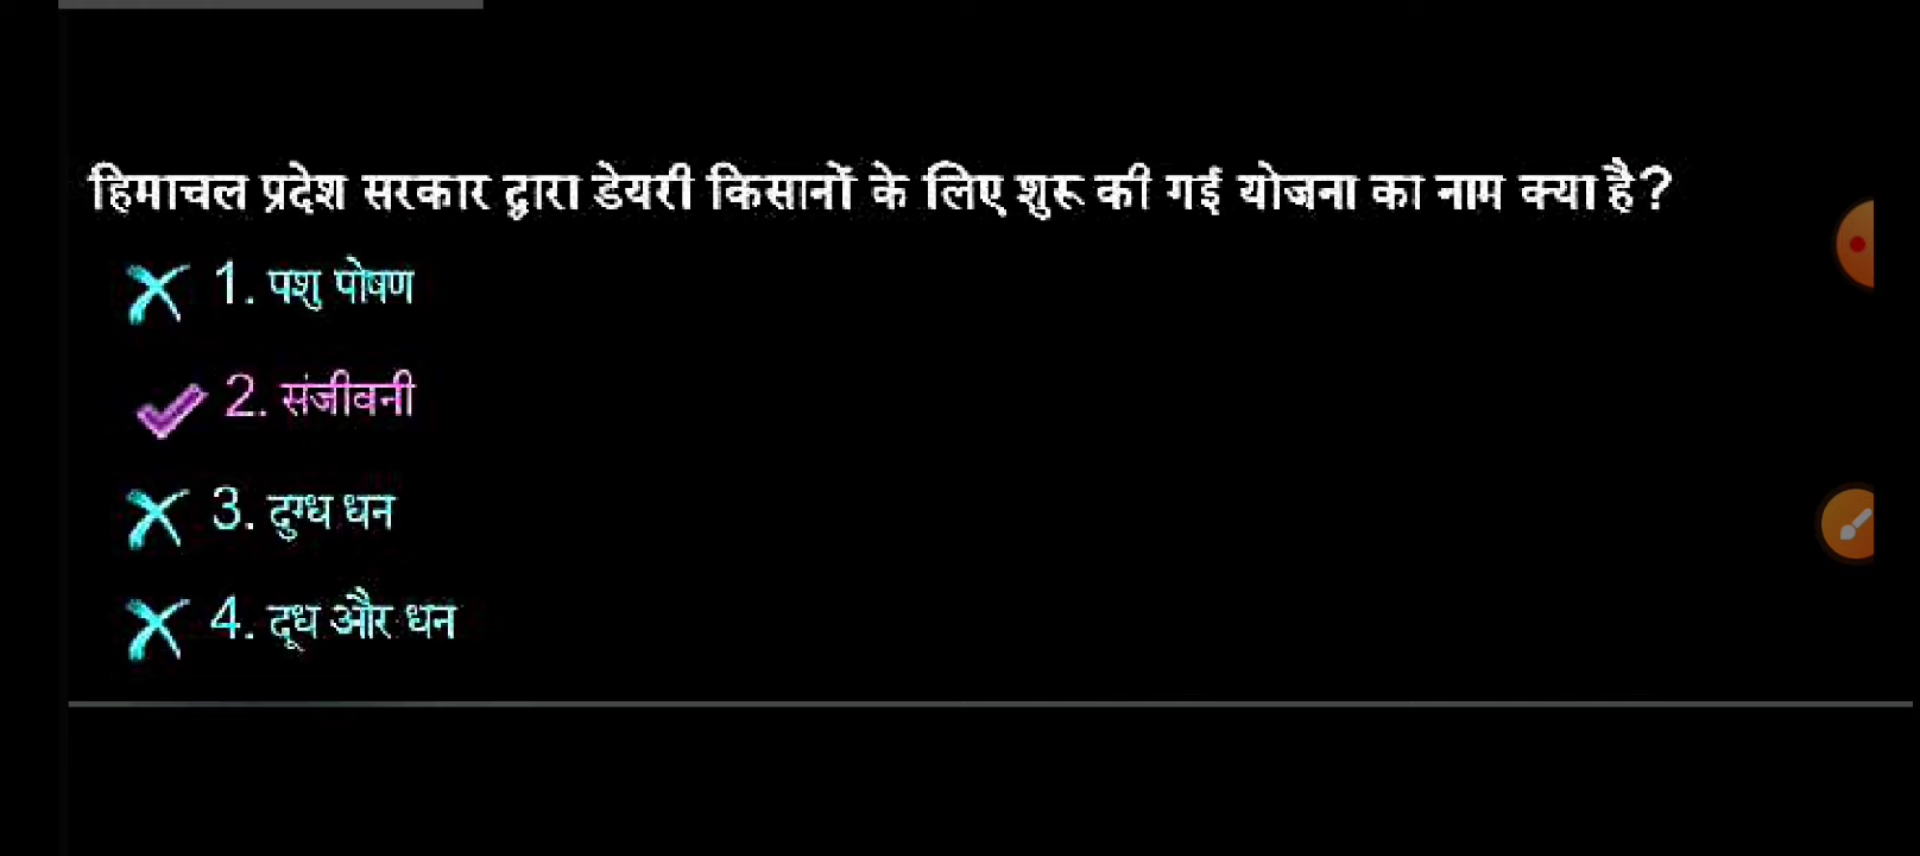 हिमाचल प्रदेश सरकार द्वारा डेयरी किसानों के लिए शुरू की गई योजना का नाम क्या है?
1. पशु पोषण
2. संजीवनी
3. दुग्ध धन
4. दूध और धन